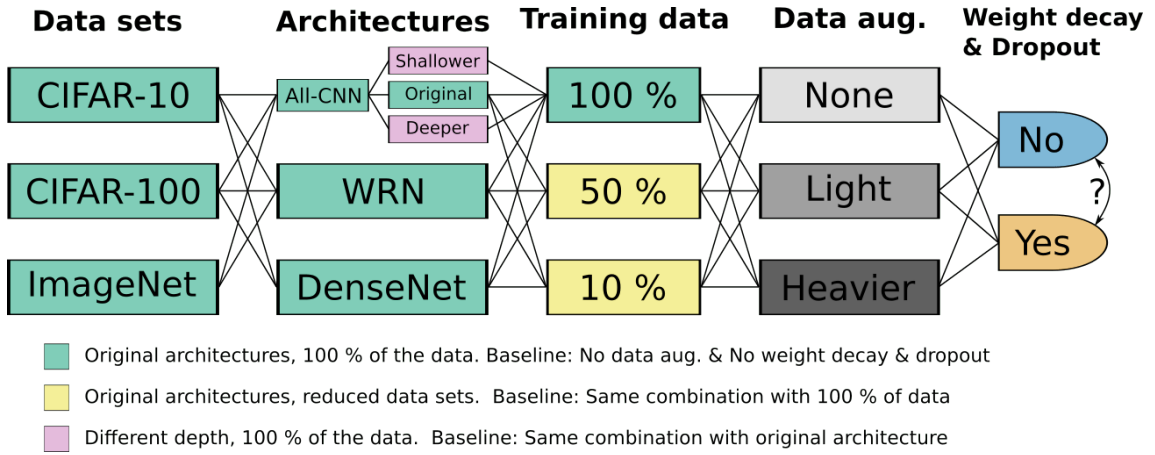 Data sets
Architectures
Training data
Data aug.
Weight decay
& Dropout
CIFAR-10
All-CNN
Shallower
Original
Deeper
100 %
None
No
CIFAR-100
WRN
50 %
Light
?
Yes
ImageNet
DenseNet
10 %
Heavier
Original architectures, 100 % of the data. Baseline: No data aug. & No weight decay & dropout
Original architectures, reduced data sets. Baseline: Same combination with 100 % of data
Different depth, 100 % of the data. Baseline: Same combination with original architecture